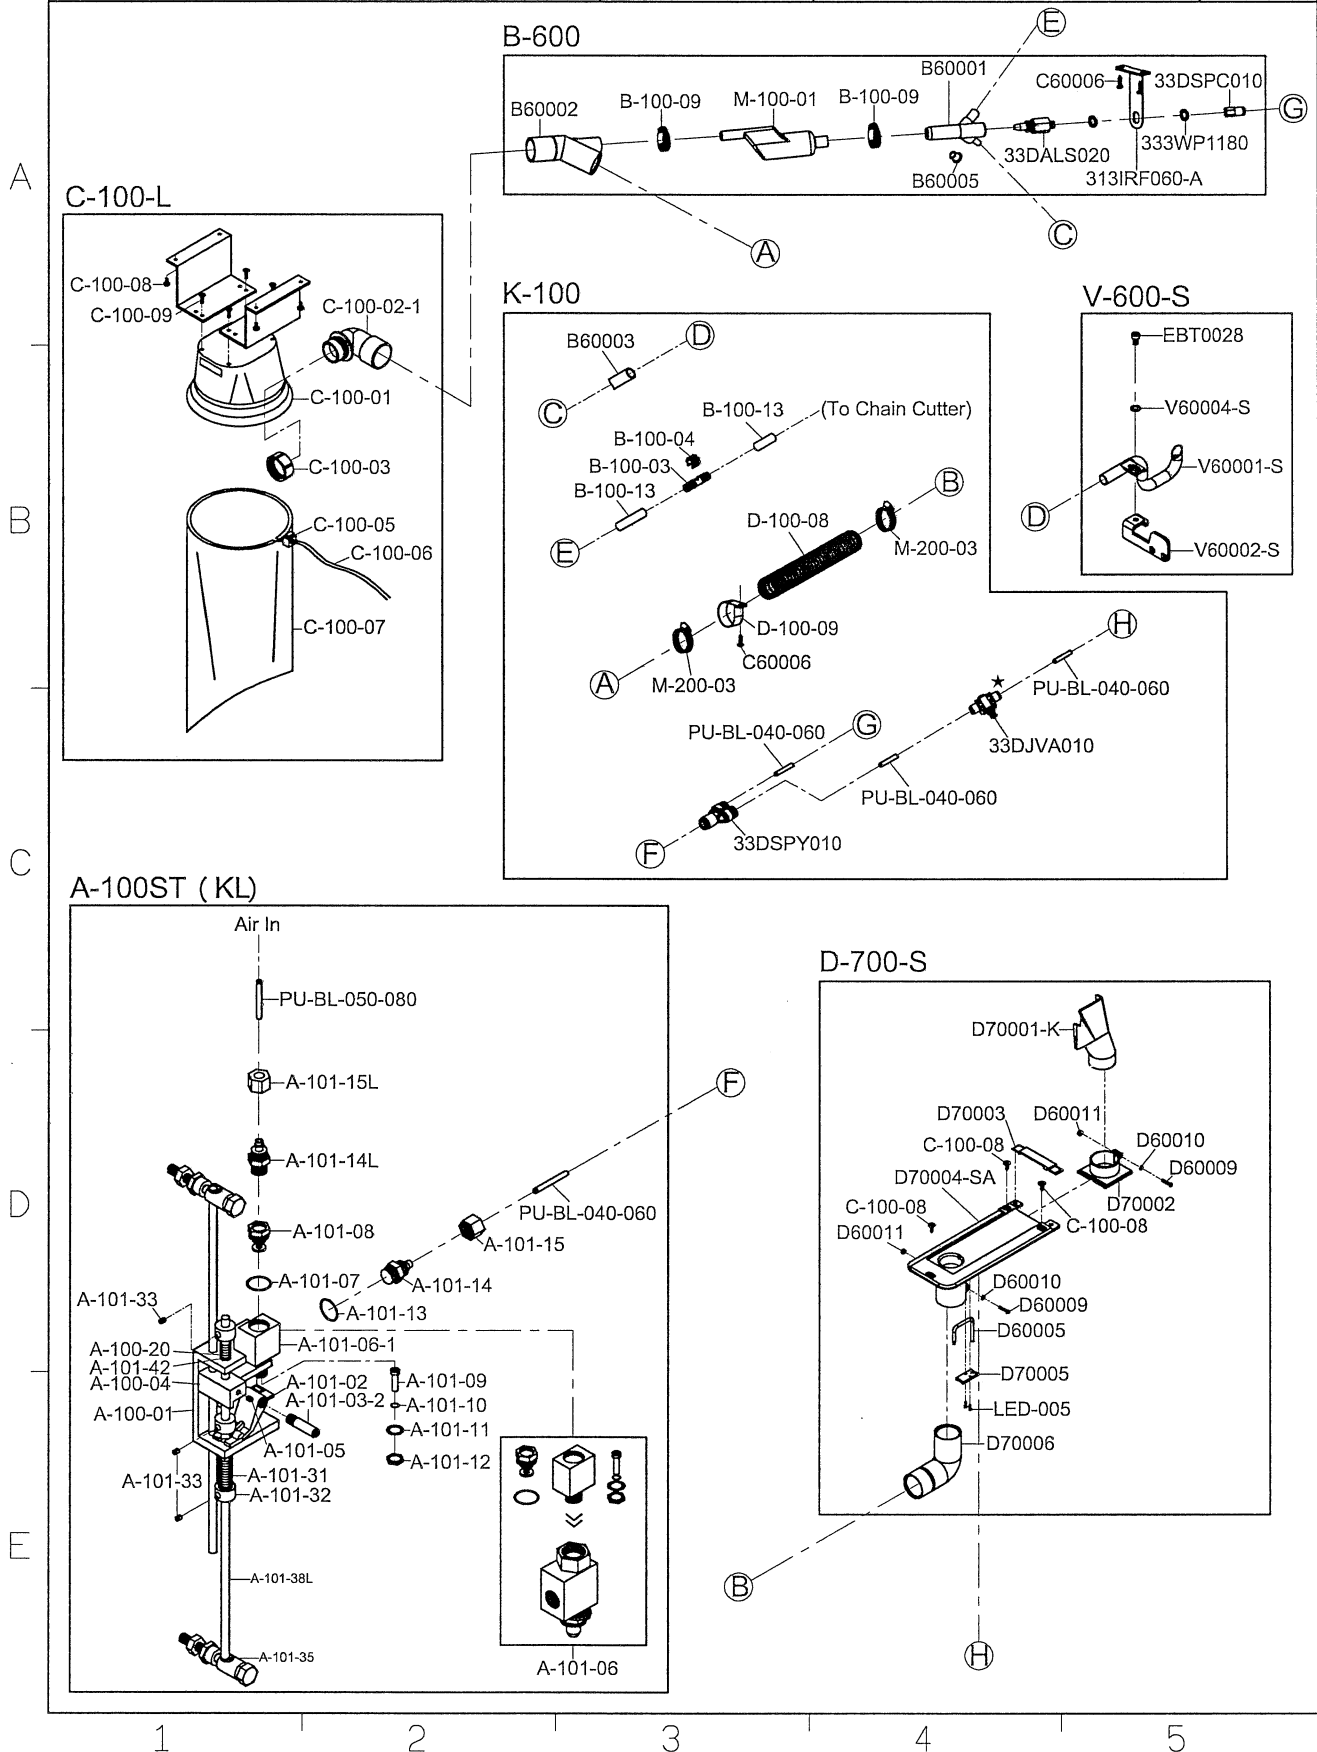 B-600
E
B60001
C60006
33DSPC010
B-100-09
M-100-01
B-100-09
B60002
G
33DALS020
333WP1180
B60005
313IRF060-A
C
A
A
C-100-L
C-100-08
C-100-09
C-100-02-1
C-100-01
C-100-03
C-100-05
C-100-06
C-100-07
K-100
B60003
D
C
B-100-13
(To Chain Cutter)
B-100-04
B-100-03
B-100-13
E
B
D-100-08
M-200-03
D-100-09
C60006
M-200-03
A
H
★
PU-BL-040-060
33DJVA010
G
PU-BL-040-060
PU-BL-040-060
33DSPY010
F
V-600-S
EBT0028
V60004-S
V60001-S
D
V60002-S
B
C
A-100ST (KL)
Air In
PU-BL-050-080
A-101-15L
A-101-14L
A-101-08
A-101-07
F
PU-BL-040-060
A-101-15
A-101-14
A-101-13
A-101-33
A-101-06-1
A-100-20
A-101-42
A-100-04
A-100-01
A-101-02
A-101-03-2
A-101-09
A-101-10
A-101-11
A-101-12
A-101-05
A-101-33
A-101-31
A-101-32
A-101-38L
A-101-35
A-101-06
D-700-S
D70001-K
D70003
D60011
C-100-08
D60010
D70004-SA
D60009
C-100-08
D70002
D60011
C-100-08
D60010
D60009
D60005
D70005
LED-005
D70006
B
H
D
E
1
2
3
4
5